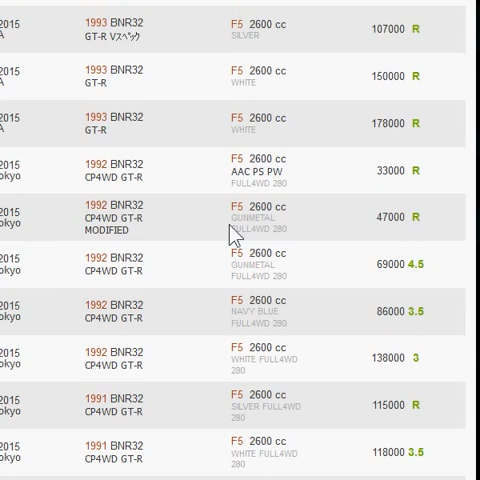 2015 1993 BNR32 F5 2600 cc 107000 R
A GT-R Vｽﾍﾟｯｸ SILVER
2015 1993 BNR32 F5 2600 cc 150000 R
A GT-R WHITE
2015 1993 BNR32 F5 2600 cc 178000 R
A GT-R WHITE
2015 1992 BNR32 F5 2600 cc 33000 R
okyo CP4WD GT-R AAC PS PW
FULL4WD 280
2015 1992 BNR32 F5 2600 cc 47000 R
okyo CP4WD GT-R GUNMETAL
MODIFIED FULL4WD 280
2015 1992 BNR32 F5 2600 cc 69000 4.5
okyo CP4WD GT-R GUNMETAL
FULL4WD 280
2015 1992 BNR32 F5 2600 cc 86000 3.5
okyo CP4WD GT-R NAVY BLUE
FULL4WD 280
2015 1992 BNR32 F5 2600 cc 138000 3
okyo CP4WD GT-R WHITE FULL4WD
280
2015 1991 BNR32 F5 2600 cc 115000 R
okyo CP4WD GT-R SILVER FULL4WD
280
2015 1991 BNR32 F5 2600 cc 118000 3.5
okyo CP4WD GT-R WHITE FULL4WD
280